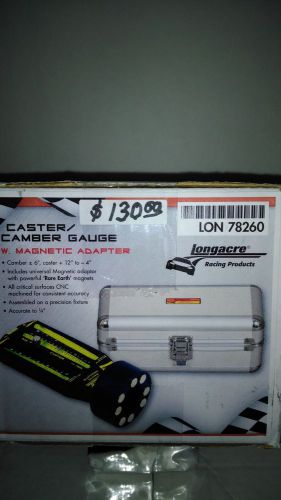 $130.00
LON 78260
CASTER/
CAMBER GAUGE
W. MAGNETIC ADAPTER
• Camber ± 6°, caster + 12° to – 4°
• Includes universal Magnetic adaptor
with powerful "Rare Earth" magnets
• All critical surfaces CNC
machined for consistent accuracy
• Assembled on a precision fixture
• Accurate to ¼°
longacre®
Racing Products